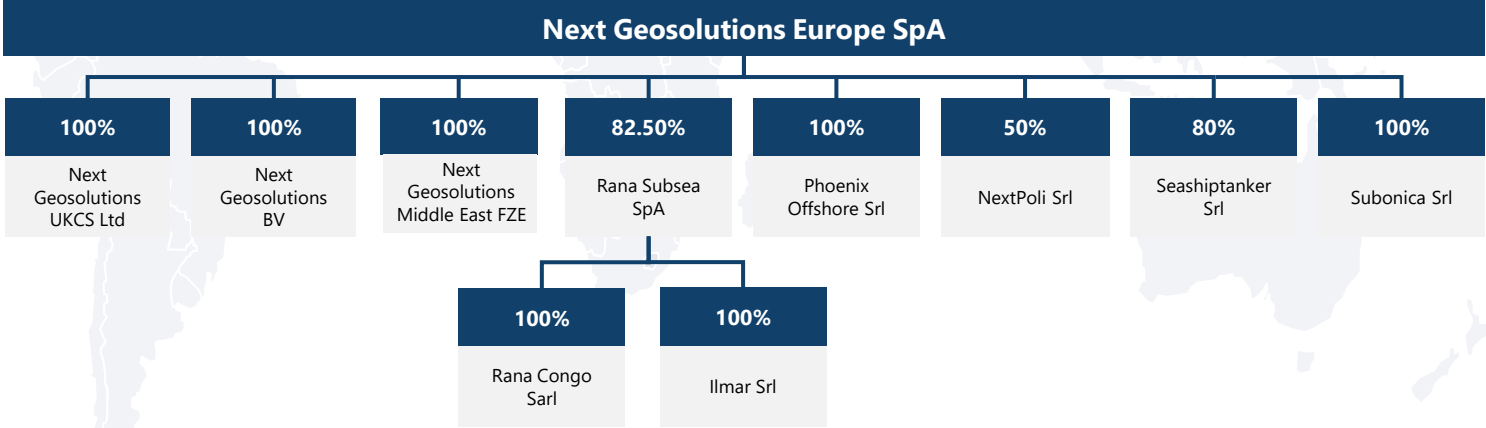 Next Geosolutions Europe SpA
100%
Next
Geosolutions
UKCS Ltd
100%
Next
Geosolutions
BV
100%
Next
Geosolutions
Middle East FZE
82.50%
Rana Subsea
SpA
100%
Phoenix
Offshore Srl
50%
NextPoli Srl
80%
Seashiptanker
Srl
100%
Subonica Srl
100%
Rana Congo
Sarl
100%
Ilmar Srl